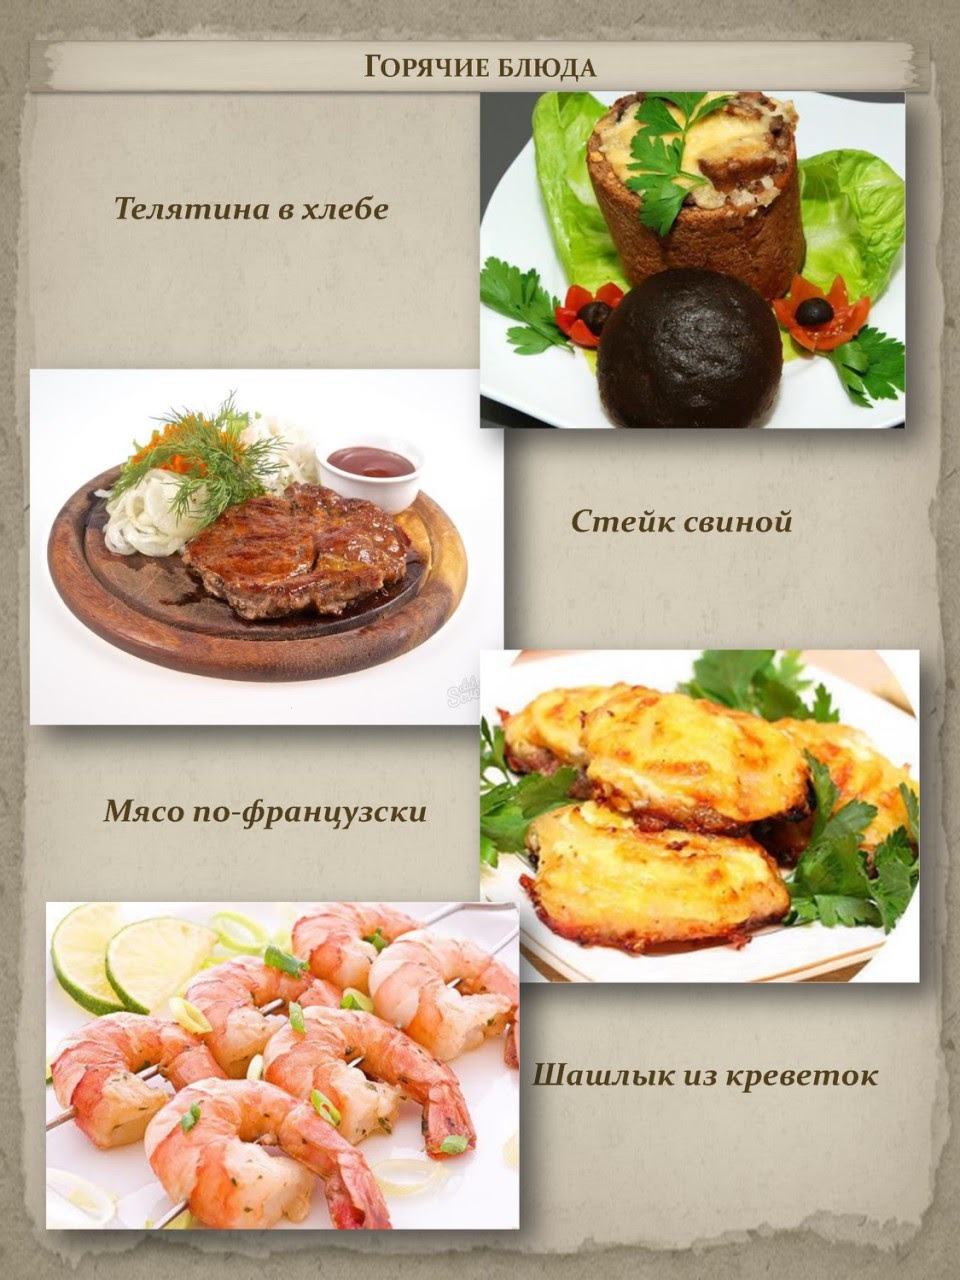 ГОРЯЧИЕ БЛЮДА
Телятина в хлебе
Стейк свиной
Мясо по-французски
Шашлык из креветок